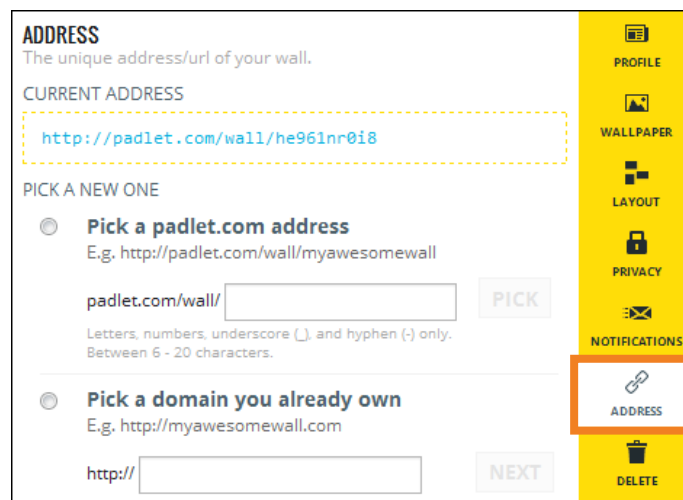 ADDRESS
The unique address/url of your wall.
CURRENT ADDRESS
http://padlet.com/wall/he961nr0i8
PICK A NEW ONE
Pick a padlet.com address
E.g. http://padlet.com/wall/myawesomewall
padlet.com/wall/
PICK
Letters, numbers, underscore (_), and hyphen (-) only.
Between 6 - 20 characters.
Pick a domain you already own
E.g. http://myawesomewall.com
http://
NEXT
PROFILE
WALLPAPER
LAYOUT
PRIVACY
NOTIFICATIONS
ADDRESS
DELETE